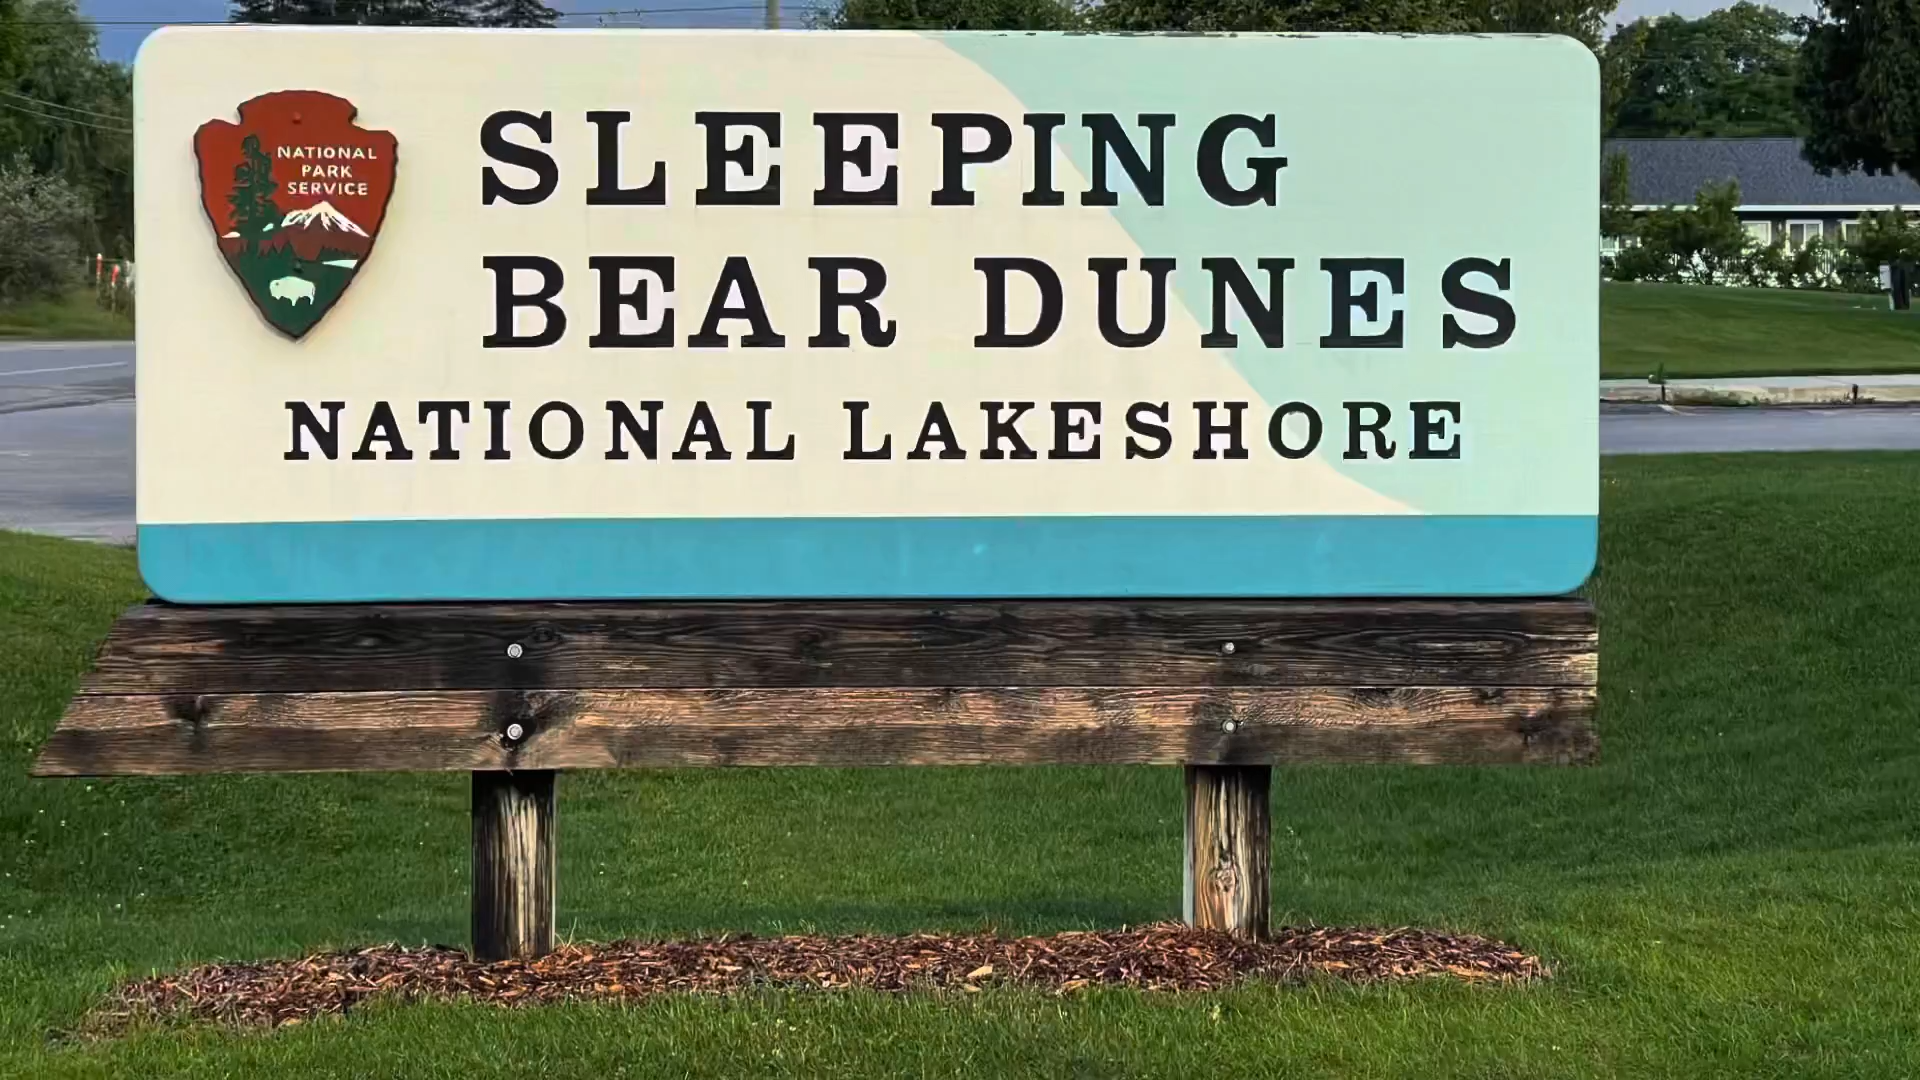 NATIONAL
PARK
SERVICE
SLEEPING
BEAR DUNES
NATIONAL LAKESHORE